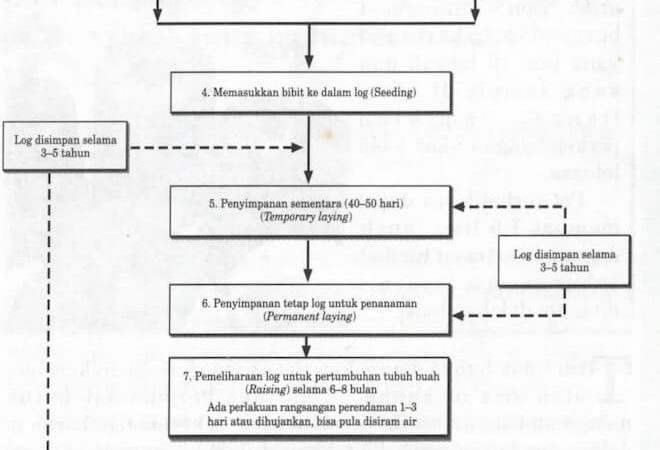 4. Memasukkan bibit ke dalam log (Seeding)
Log disimpan selama
3–5 tahun
5. Penyimpanan sementara (40–50 hari)
(Temporary laying)
Log disimpan selama
3–5 tahun
6. Penyimpanan tetap log untuk penanaman
(Permanent laying)
7. Pemeliharaan log untuk pertumbuhan tubuh buah
(Raising) selama 6–8 bulan
Ada perlakuan rangsangan perendaman 1–3
hari atau dihujankan, bisa pula disiram air